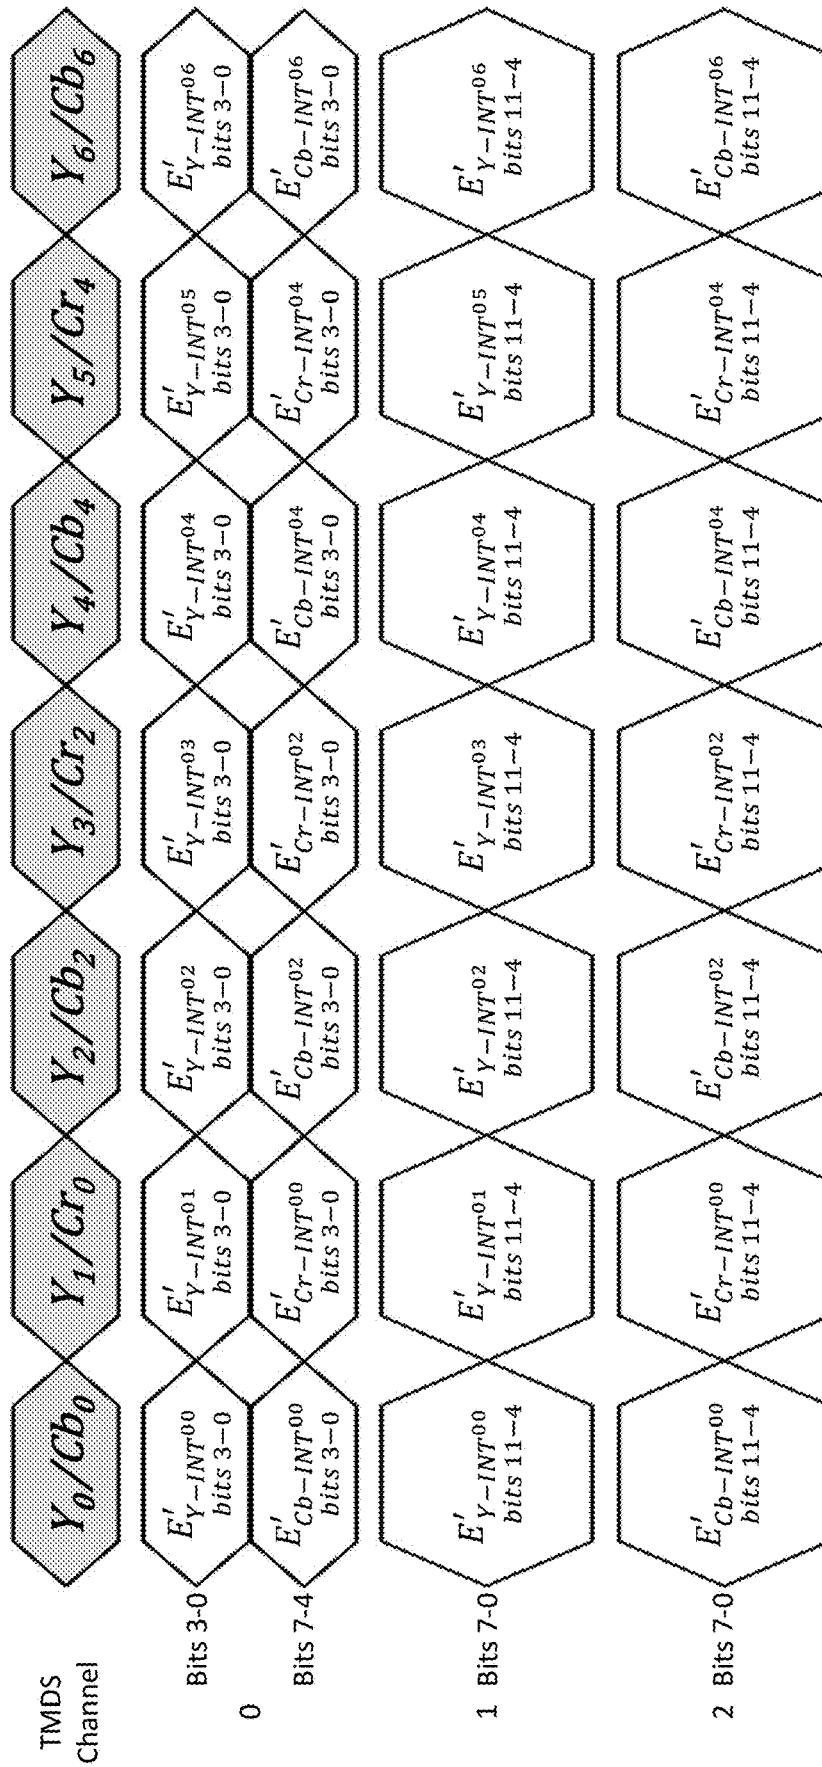 TMDS
Channel
Y₀/Cb₀ Y₁/Cr₀ Y₂/Cb₂ Y₃/Cr₂ Y₄/Cb₄ Y₅/Cr₄ Y₆/Cb₆
0
Bits 3-0
E′Y−INT⁰⁰ E′Y−INT⁰¹ E′Y−INT⁰² E′Y−INT⁰³ E′Y−INT⁰⁴ E′Y−INT⁰⁵ E′Y−INT⁰⁶
bits 3−0 bits 3−0 bits 3−0 bits 3−0 bits 3−0 bits 3−0 bits 3−0
Bits 7-4
E′Cb−INT⁰⁰ E′Cr−INT⁰⁰ E′Cb−INT⁰² E′Cr−INT⁰² E′Cb−INT⁰⁴ E′Cr−INT⁰⁴ E′Cb−INT⁰⁶
bits 3−0 bits 3−0 bits 3−0 bits 3−0 bits 3−0 bits 3−0 bits 3−0
1 Bits 7-0
E′Y−INT⁰⁰ E′Y−INT⁰¹ E′Y−INT⁰² E′Y−INT⁰³ E′Y−INT⁰⁴ E′Y−INT⁰⁵ E′Y−INT⁰⁶
bits 11−4 bits 11−4 bits 11−4 bits 11−4 bits 11−4 bits 11−4 bits 11−4
2 Bits 7-0
E′Cb−INT⁰⁰ E′Cr−INT⁰⁰ E′Cb−INT⁰² E′Cr−INT⁰² E′Cb−INT⁰⁴ E′Cr−INT⁰⁴ E′Cb−INT⁰⁶
bits 11−4 bits 11−4 bits 11−4 bits 11−4 bits 11−4 bits 11−4 bits 11−4